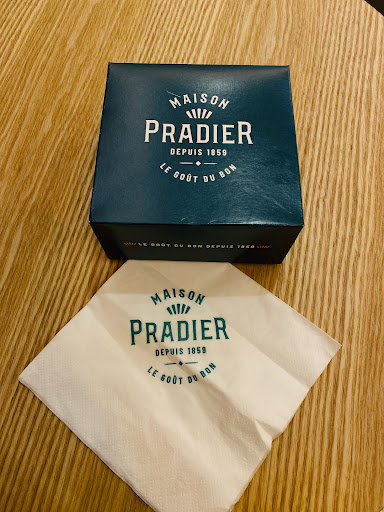 MAISON
PRADIER
DEPUIS 1859
LE GOÛT DU BON
LE GOÛT DU BON DEPUIS 1859
MAISON
PRADIER
DEPUIS 1859
LE GOÛT DU BON